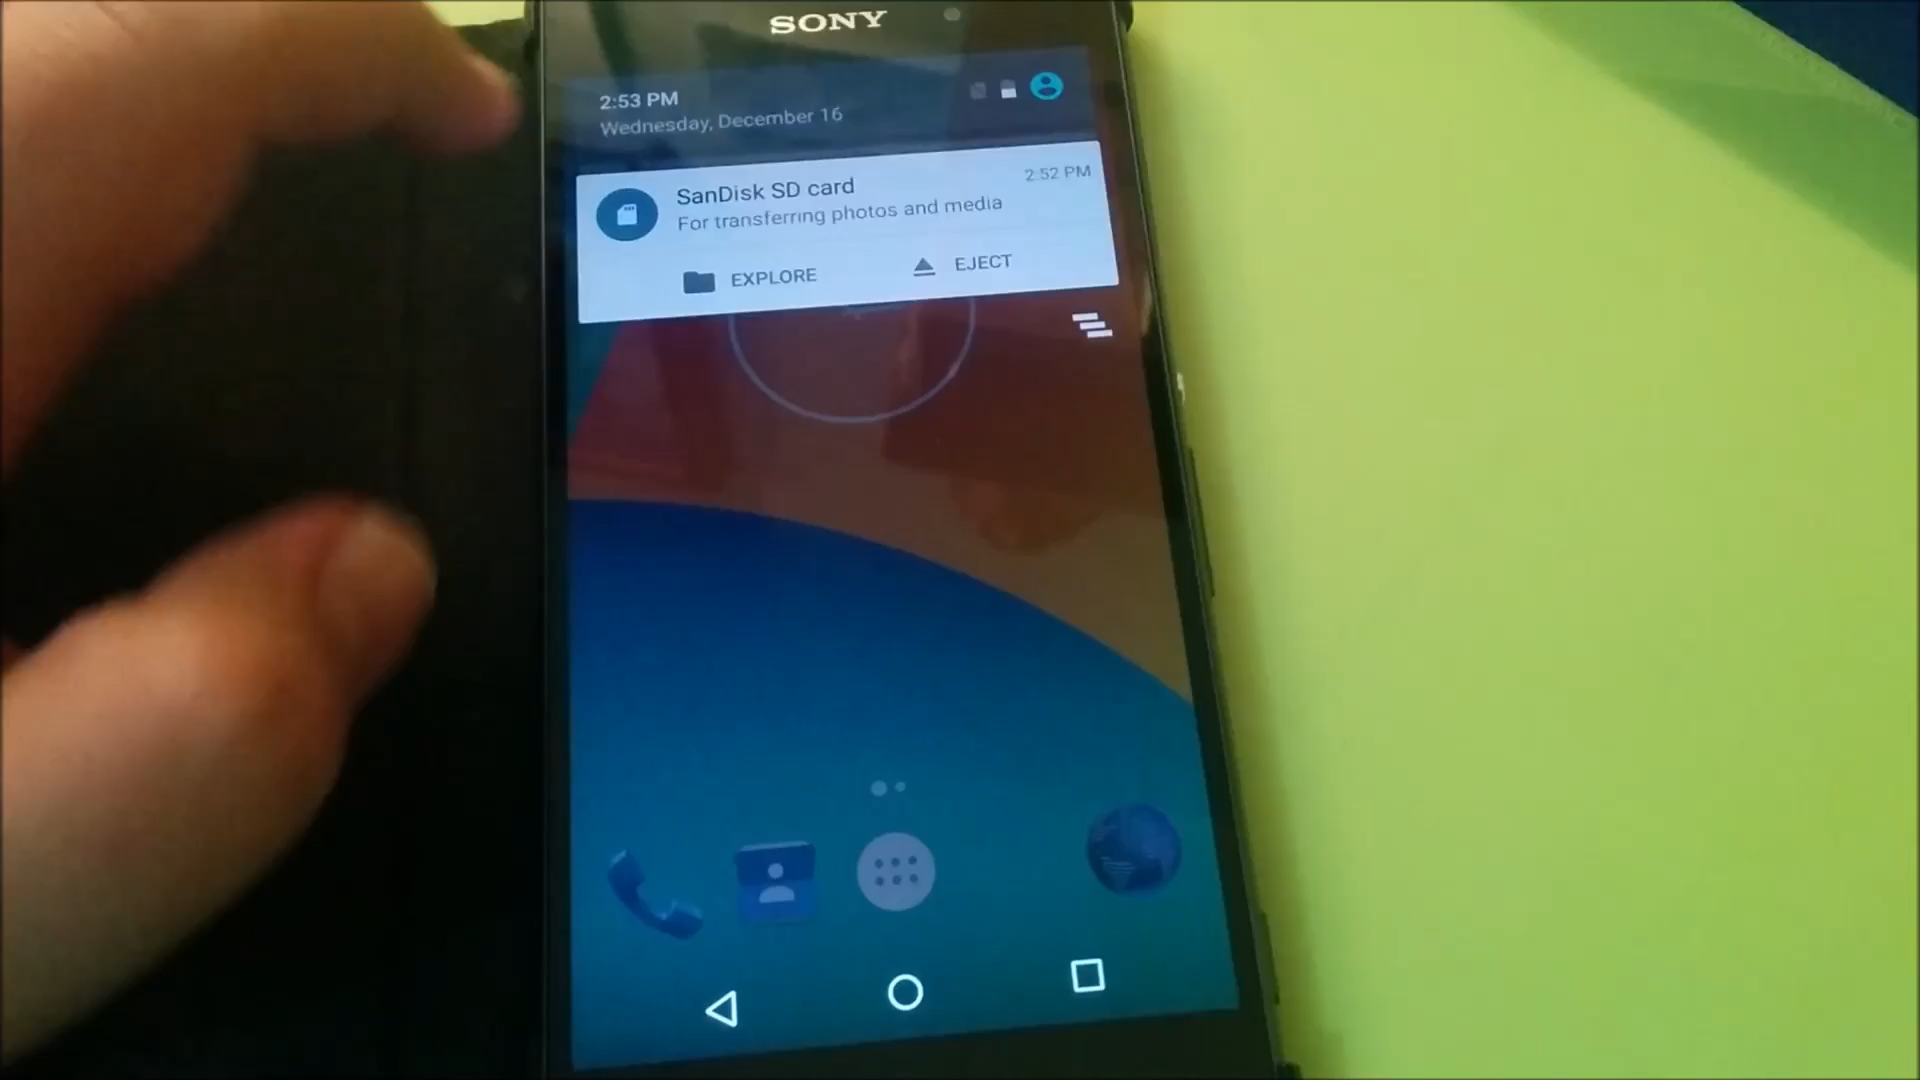 SONY
2:53 PM
Wednesday, December 16
SanDisk SD card
2:52 PM
For transferring photos and media
EXPLORE
EJECT